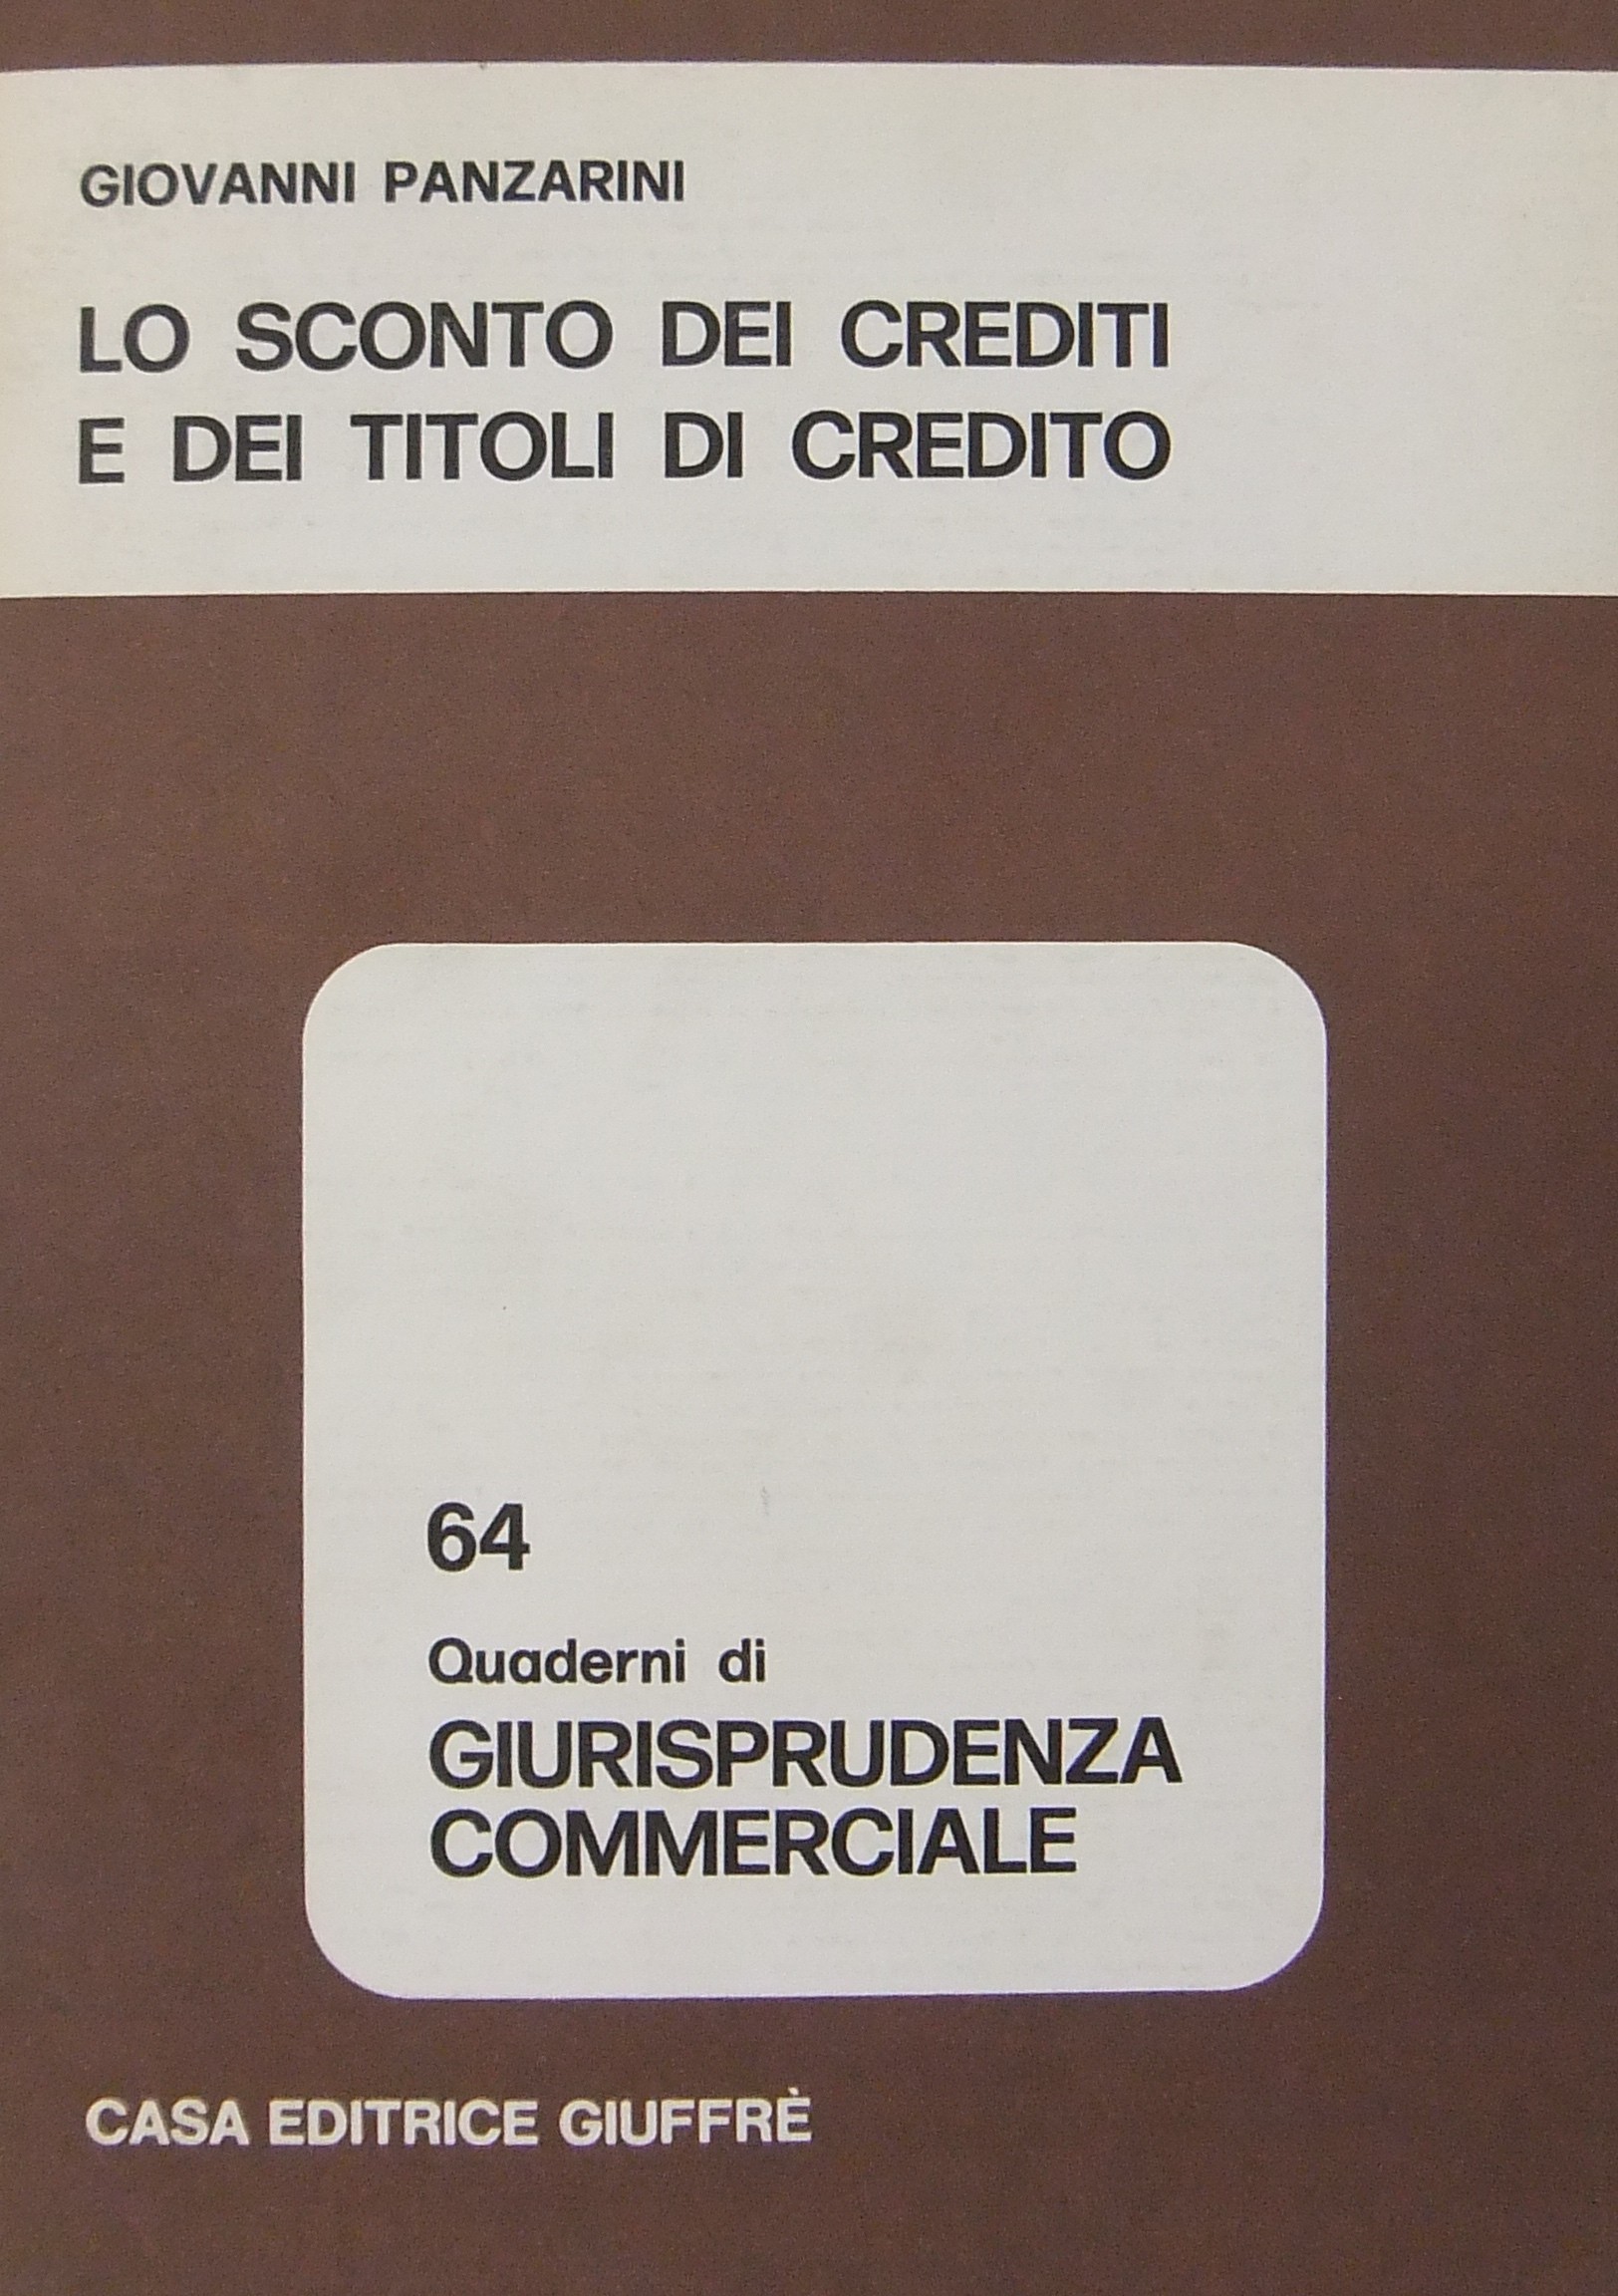 GIOVANNI PANZARINI
LO SCONTO DEI CREDITI
E DEI TITOLI DI CREDITO
64
Quaderni di
GIURISPRUDENZA
COMMERCIALE
CASA EDITRICE GIUFFRÈ